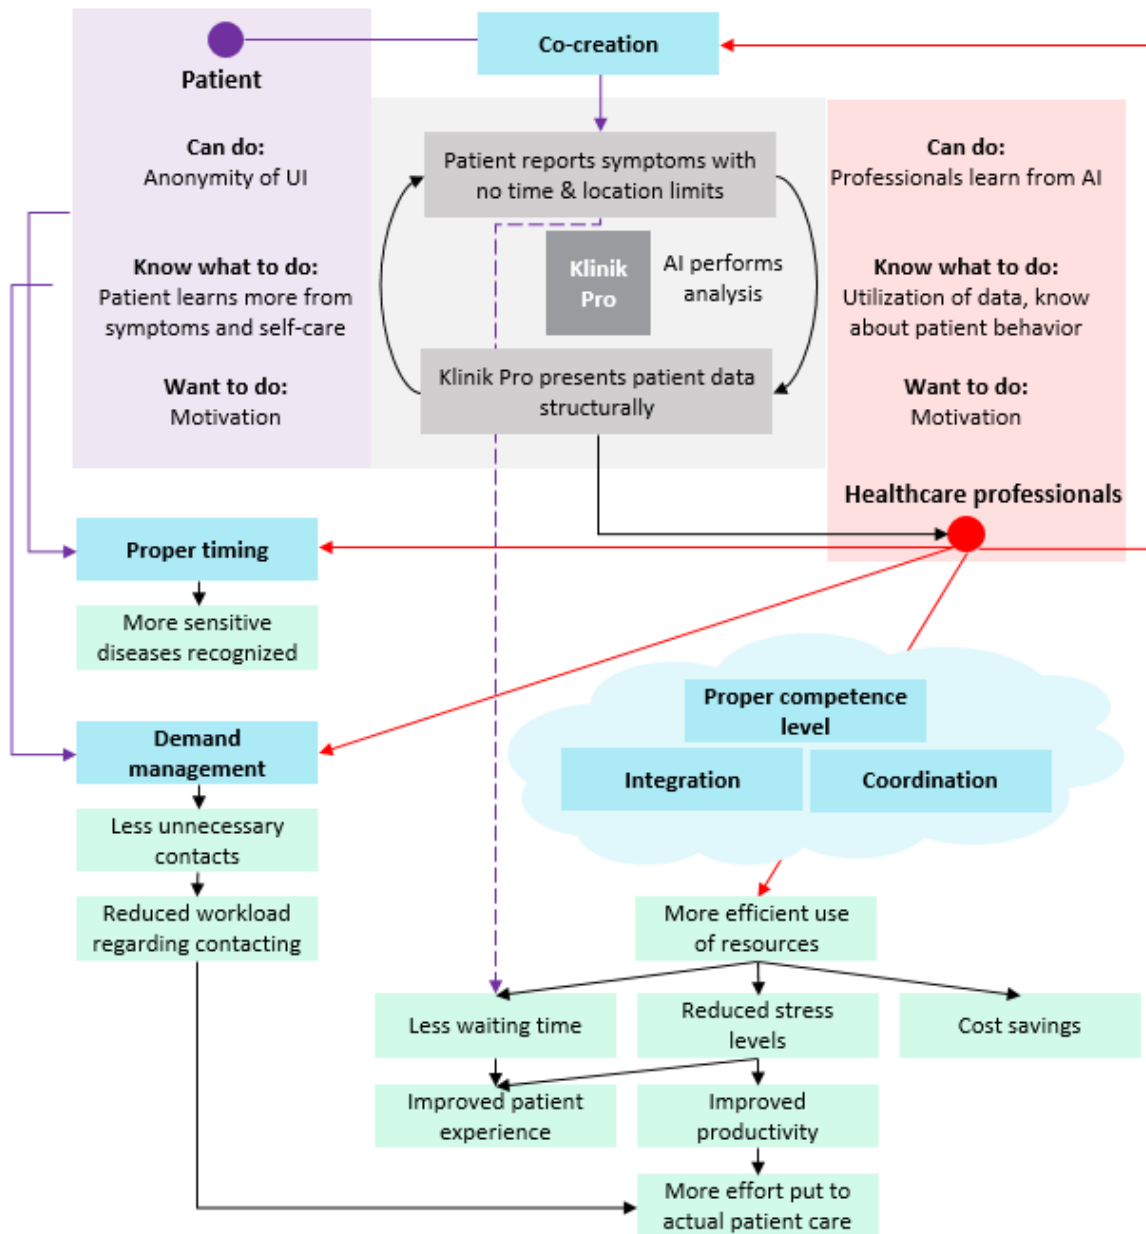 Co-creation
Patient
Can do:
Anonymity of UI
Know what to do:
Patient learns more from
symptoms and self-care
Want to do:
Motivation
Patient reports symptoms with
no time & location limits
Klinik
Pro
AI performs
analysis
Klinik Pro presents patient data
structurally
Can do:
Professionals learn from AI
Know what to do:
Utilization of data, know
about patient behavior
Want to do:
Motivation
Healthcare professionals
Proper timing
More sensitive
diseases recognized
Demand
management
Less unnecessary
contacts
Reduced workload
regarding contacting
Proper competence
level
Integration
Coordination
More efficient use
of resources
Less waiting time
Reduced stress
levels
Cost savings
Improved patient
experience
Improved
productivity
More effort put to
actual patient care